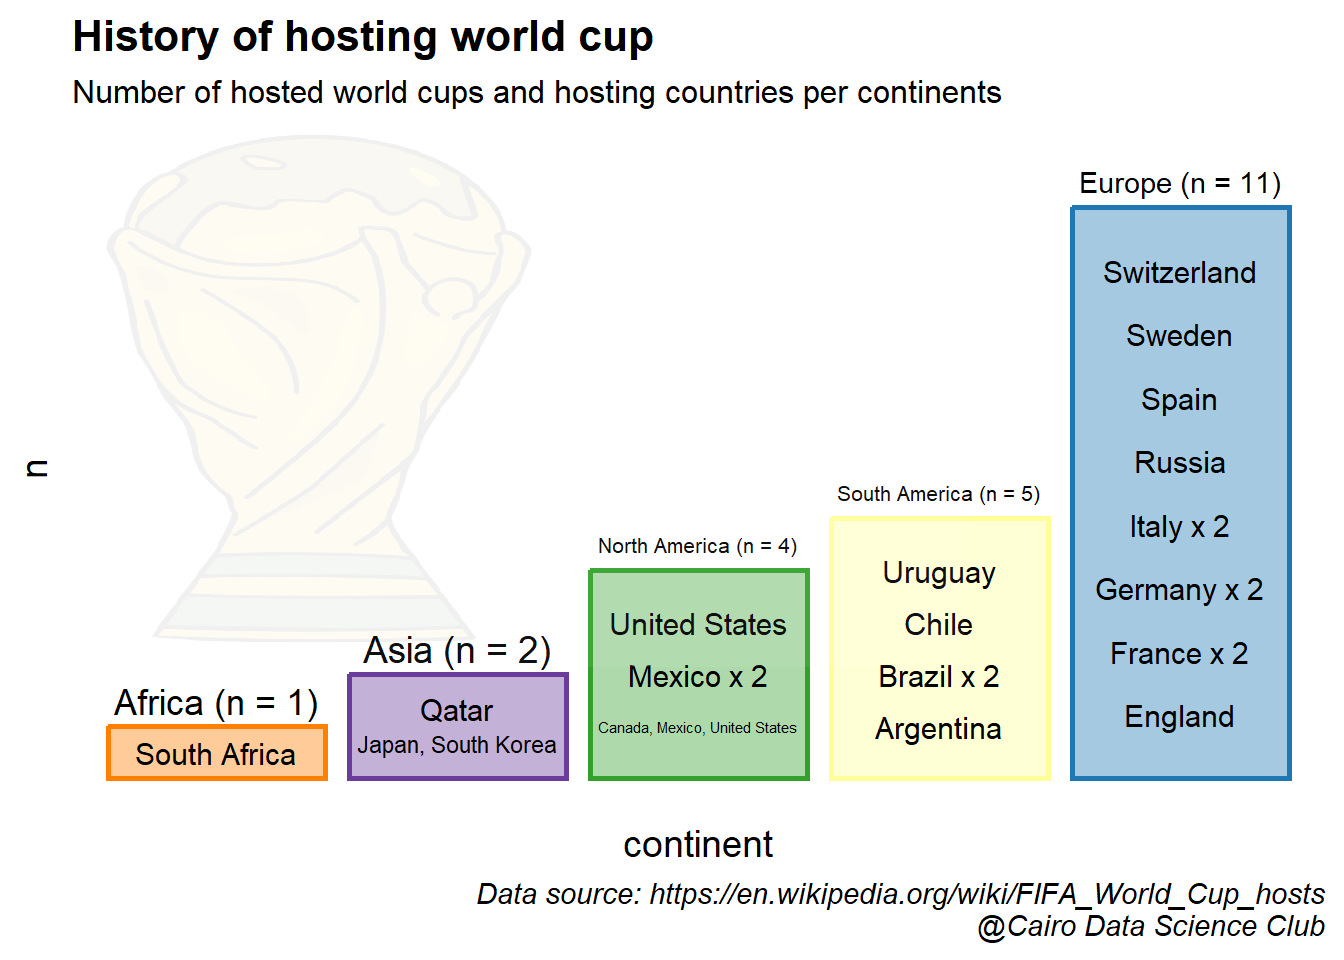 History of hosting world cup
Number of hosted world cups and hosting countries per continents
n
Africa (n = 1)
South Africa
Asia (n = 2)
Qatar
Japan, South Korea
North America (n = 4)
United States
Mexico x 2
Canada, Mexico, United States
South America (n = 5)
Uruguay
Chile
Brazil x 2
Argentina
Europe (n = 11)
Switzerland
Sweden
Spain
Russia
Italy x 2
Germany x 2
France x 2
England
continent
Data source: https://en.wikipedia.org/wiki/FIFA_World_Cup_hosts
@Cairo Data Science Club